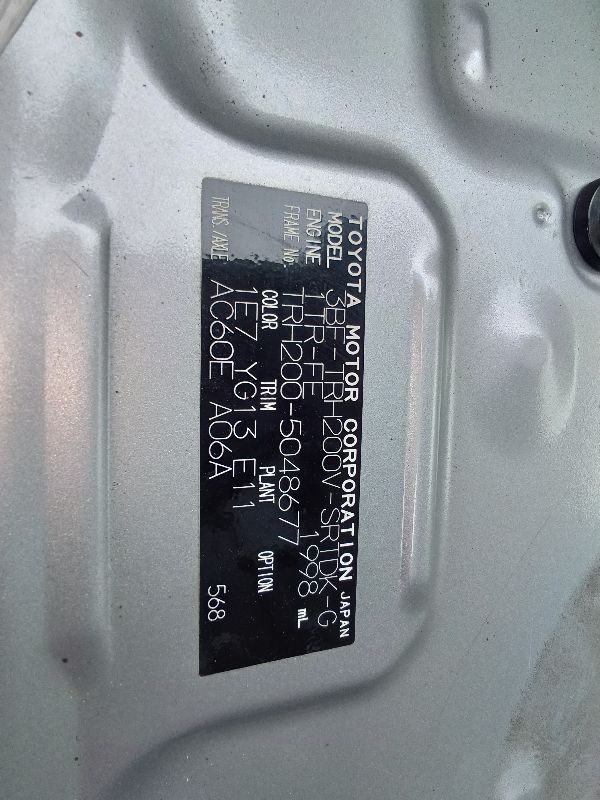 TOYOTA MOTOR CORPORATION JAPAN
MODEL 3BF-TRH200V-SRTDK-G
ENGINE 1TR-FE 1998 mL
FRAME No. TRH200-5048677
COLOR TRIM PLANT OPTION
1E7 YG13 E11
TRANS./AXLE AC60E A06A 568